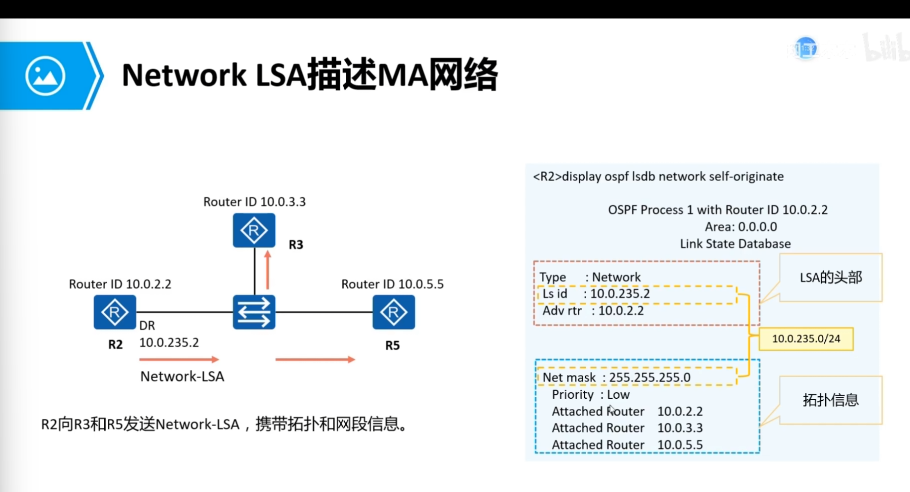 Network LSA描述MA网络
Router ID 10.0.3.3
R3
Router ID 10.0.2.2
Router ID 10.0.5.5
DR
10.0.235.2
R2
R5
Network-LSA
R2向R3和R5发送Network-LSA，携带拓扑和网段信息。
<R2>display ospf lsdb network self-originate
OSPF Process 1 with Router ID 10.0.2.2
Area: 0.0.0.0
Link State Database
Type : Network
Ls id : 10.0.235.2
Adv rtr : 10.0.2.2
LSA的头部
10.0.235.0/24
Net mask : 255.255.255.0
Priority : Low
Attached Router 10.0.2.2
Attached Router 10.0.3.3
Attached Router 10.0.5.5
拓扑信息